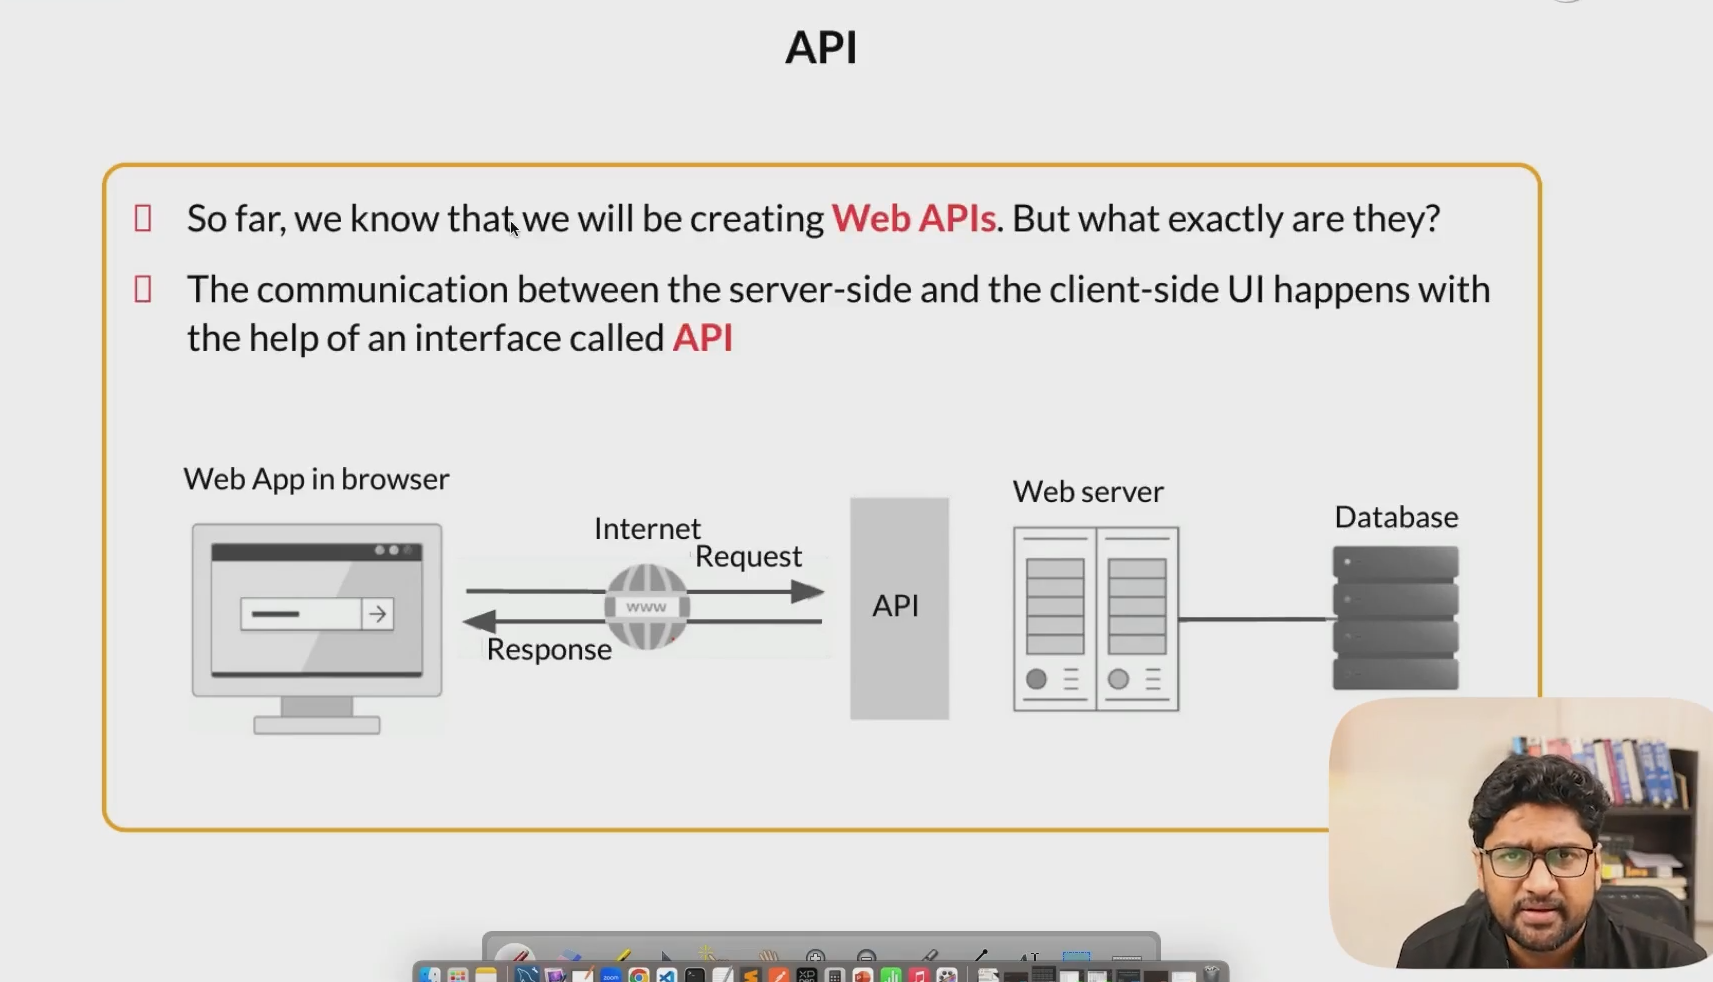 API
So far, we know that we will be creating Web APIs. But what exactly are they?
The communication between the server-side and the client-side UI happens with
the help of an interface called API
Web App in browser
Internet
Request
www
Response
API
Web server
Database
zoom